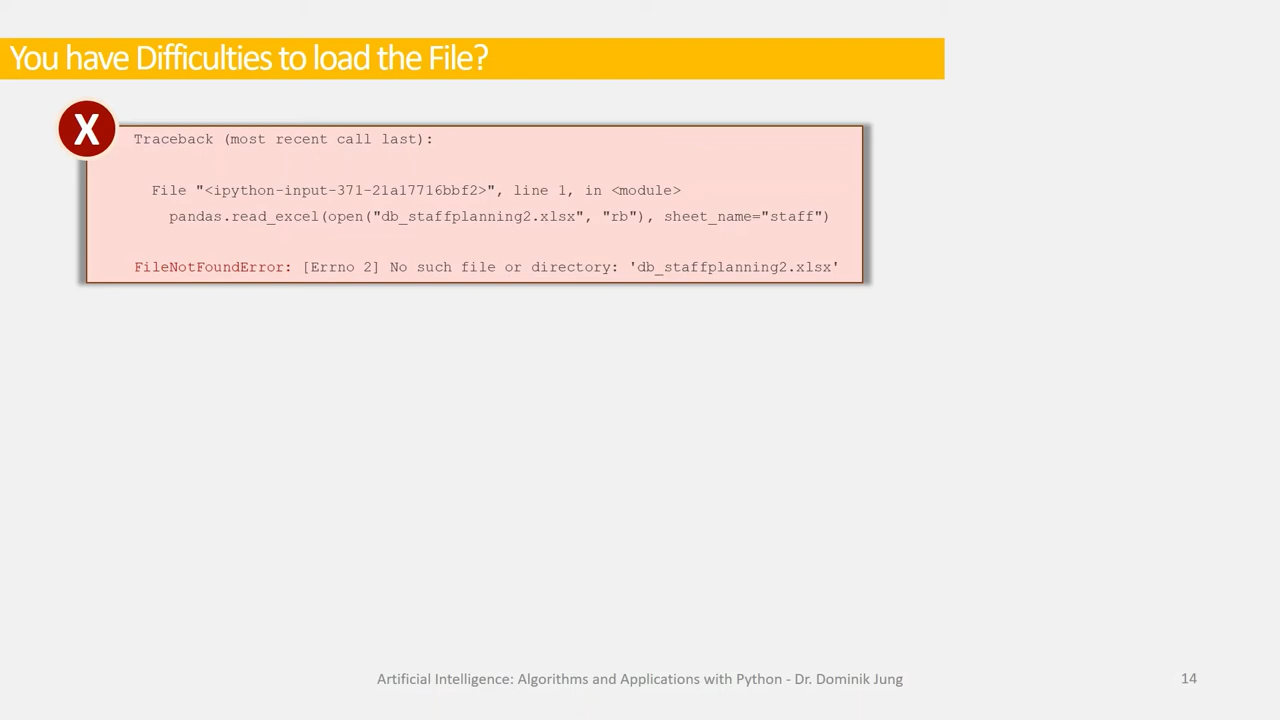 You have Difficulties to load the File?
X
Traceback (most recent call last):
File "<ipython-input-371-21a17716bbf2>", line 1, in <module>
pandas.read_excel(open("db_staffplanning2.xlsx", "rb"), sheet_name="staff")
FileNotFoundError: [Errno 2] No such file or directory: 'db_staffplanning2.xlsx'
Artificial Intelligence: Algorithms and Applications with Python - Dr. Dominik Jung
14